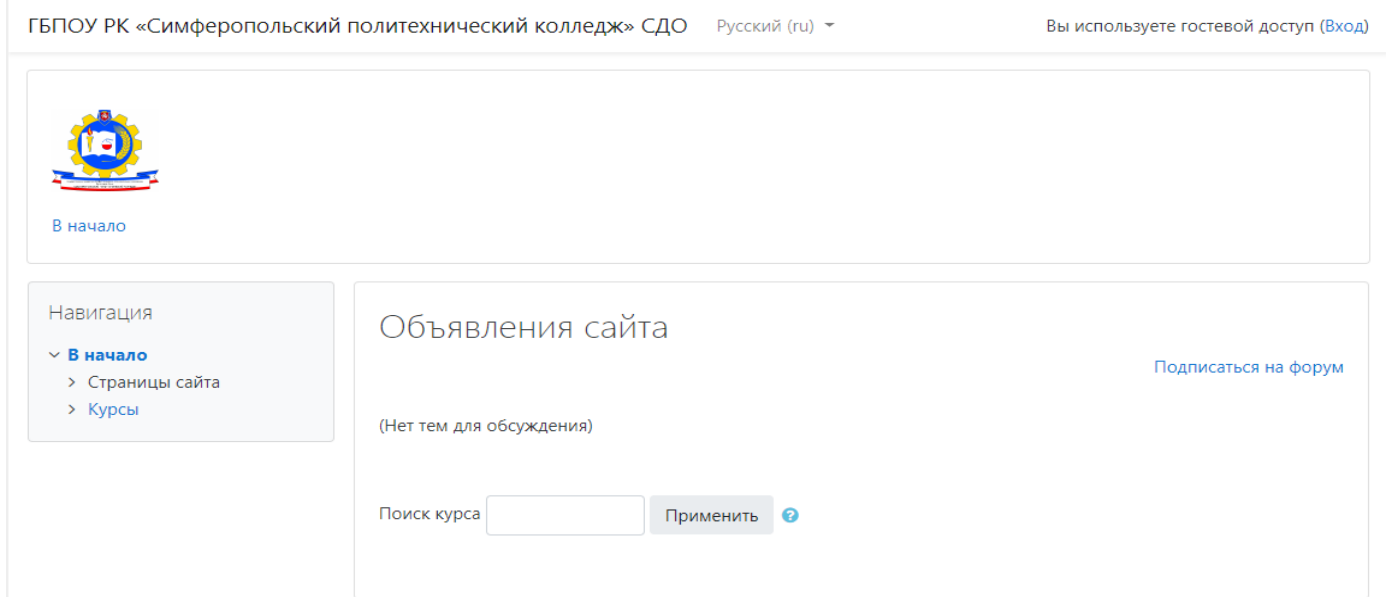 ГБПОУ РК «Симферопольский политехнический колледж» СДО Русский (ru) Вы используете гостевой доступ (Вход)
В начало
Навигация
В начало
Страницы сайта
Курсы
Объявления сайта
Подписаться на форум
(Нет тем для обсуждения)
Поиск курса Применить